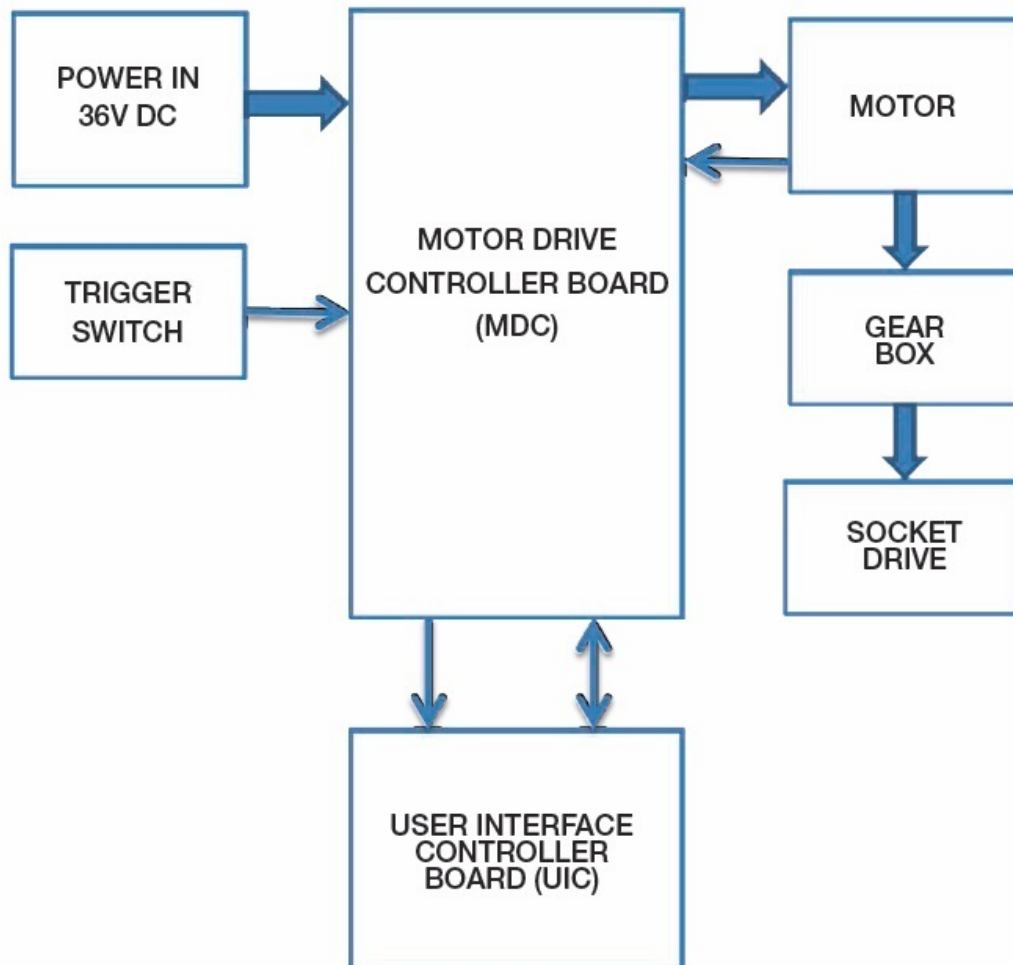 POWER IN
36V DC
TRIGGER
SWITCH
MOTOR DRIVE
CONTROLLER BOARD
(MDC)
MOTOR
GEAR
BOX
SOCKET
DRIVE
USER INTERFACE
CONTROLLER
BOARD (UIC)